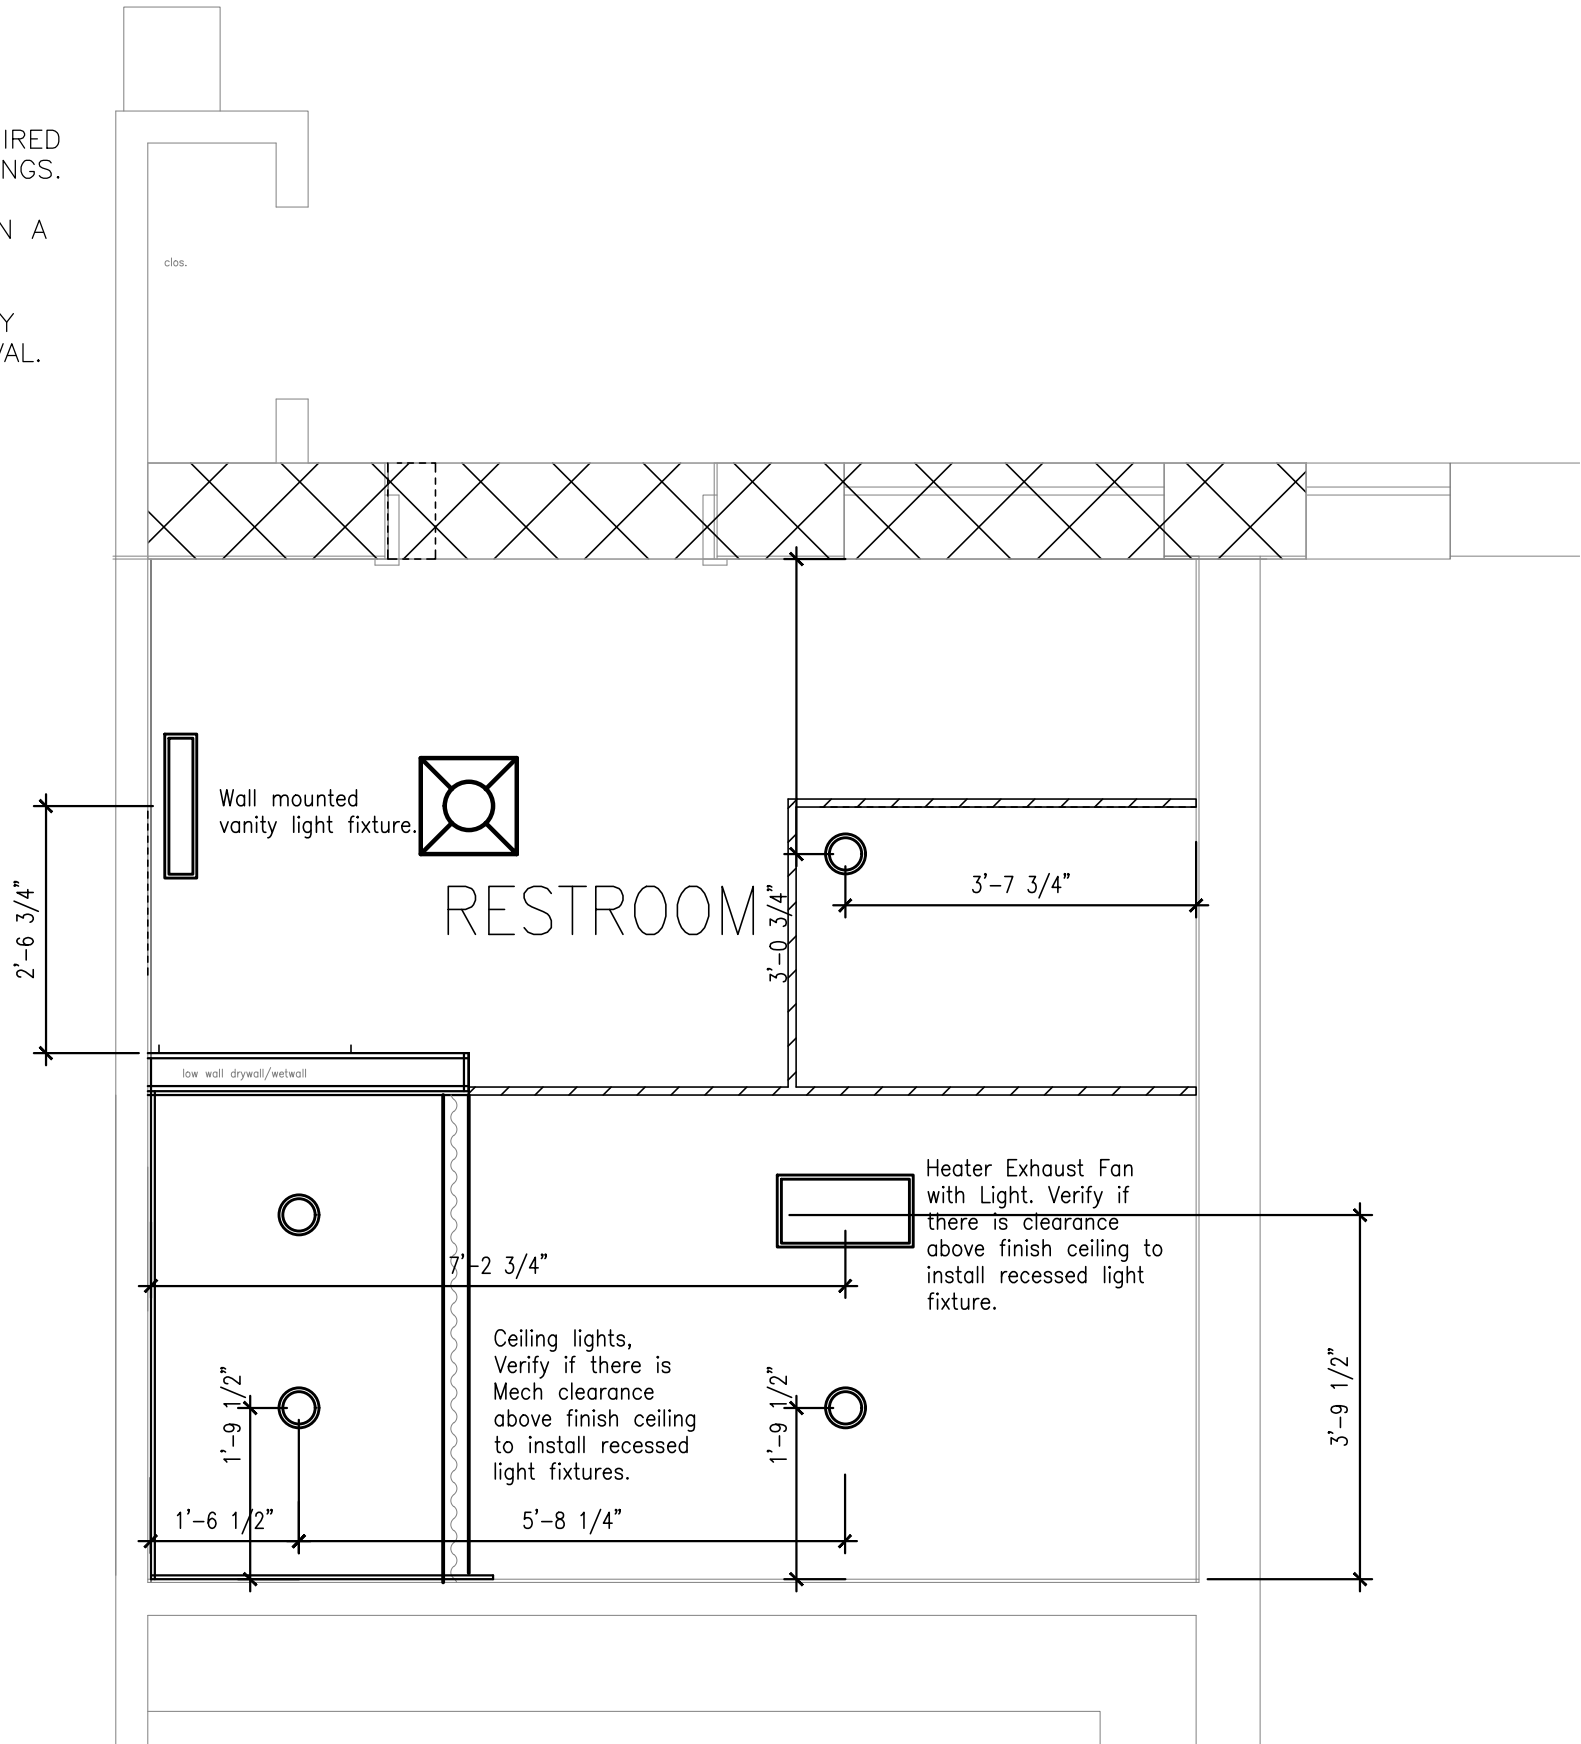 IRED
NGS.
N A
Y
VAL.
clos.
Wall mounted
vanity light fixture.
2'-6 3/4"
RESTROOM
3'-0 3/4"
3'-7 3/4"
low wall drywall/wetwall
Heater Exhaust Fan
with Light. Verify if
there is clearance
above finish ceiling to
install recessed light
fixture.
7'-2 3/4"
Ceiling lights,
Verify if there is
Mech clearance
above finish ceiling
to install recessed
light fixtures.
1'-9 1/2"
1'-9 1/2"
3'-9 1/2"
1'-6 1/2"
5'-8 1/4"